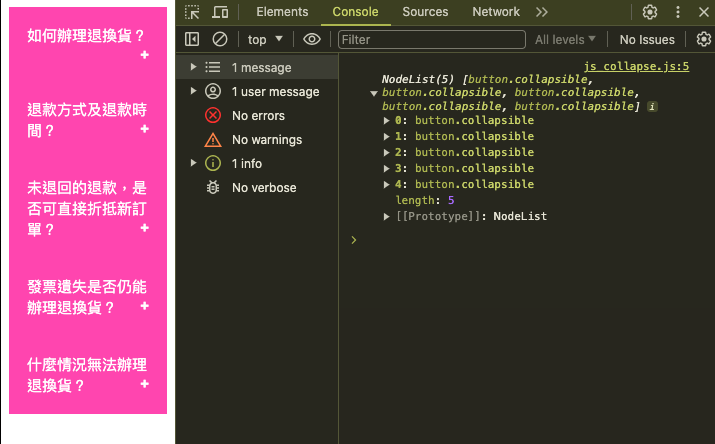 如何辦理退換貨？
+
退款方式及退款時
間？
+
未退回的退款，是
否可直接折抵新訂
單？
+
發票遺失是否仍能
辦理退換貨？
+
什麼情況無法辦理
退換貨？
+
Elements Console Sources Network
top Filter All levels No Issues
1 message
1 user message
No errors
No warnings
1 info
No verbose
js collapse.js:5
NodeList(5) [button.collapsible,
button.collapsible, button.collapsible,
button.collapsible, button.collapsible] i
0: button.collapsible
1: button.collapsible
2: button.collapsible
3: button.collapsible
4: button.collapsible
length: 5
[[Prototype]]: NodeList